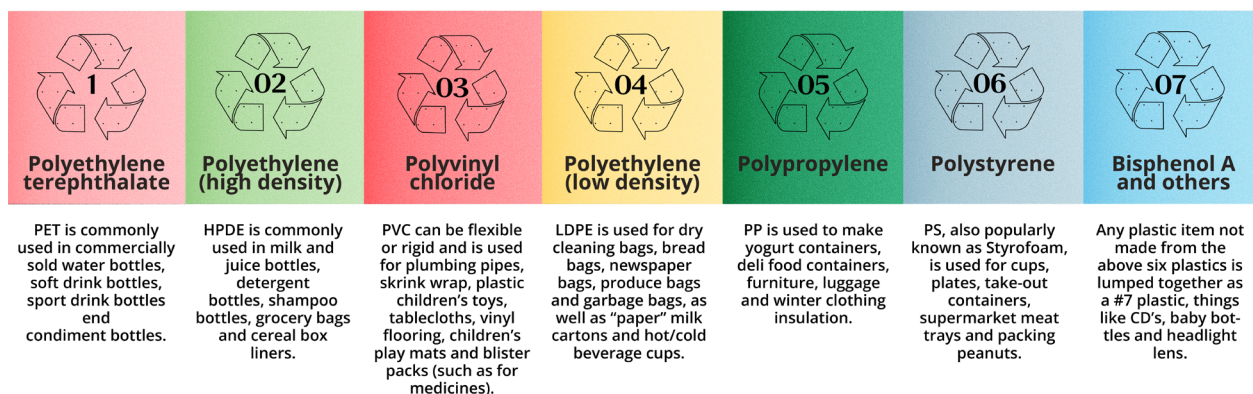 1
Polyethylene
terephthalate
PET is commonly
used in commercially
sold water bottles,
soft drink bottles,
sport drink bottles
end
condiment bottles.
02
Polyethylene
(high density)
HPDE is commonly
used in milk and
juice bottles,
detergent
bottles, shampoo
bottles, grocery bags
and cereal box
liners.
03
Polyvinyl
chloride
PVC can be flexible
or rigid and is used
for plumbing pipes,
skrink wrap, plastic
children’s toys,
tablecloths, vinyl
flooring, children’s
play mats and blister
packs (such as for
medicines).
04
Polyethylene
(low density)
LDPE is used for dry
cleaning bags, bread
bags, newspaper
bags, produce bags
and garbage bags, as
well as “paper” milk
cartons and hot/cold
beverage cups.
05
Polypropylene
PP is used to make
yogurt containers,
deli food containers,
furniture, luggage
and winter clothing
insulation.
06
Polystyrene
PS, also popularly
known as Styrofoam,
is used for cups,
plates, take-out
containers,
supermarket meat
trays and packing
peanuts.
07
Bisphenol A
and others
Any plastic item not
made from the
above six plastics is
lumped together as
a #7 plastic, things
like CD’s, baby bot-
tles and headlight
lens.